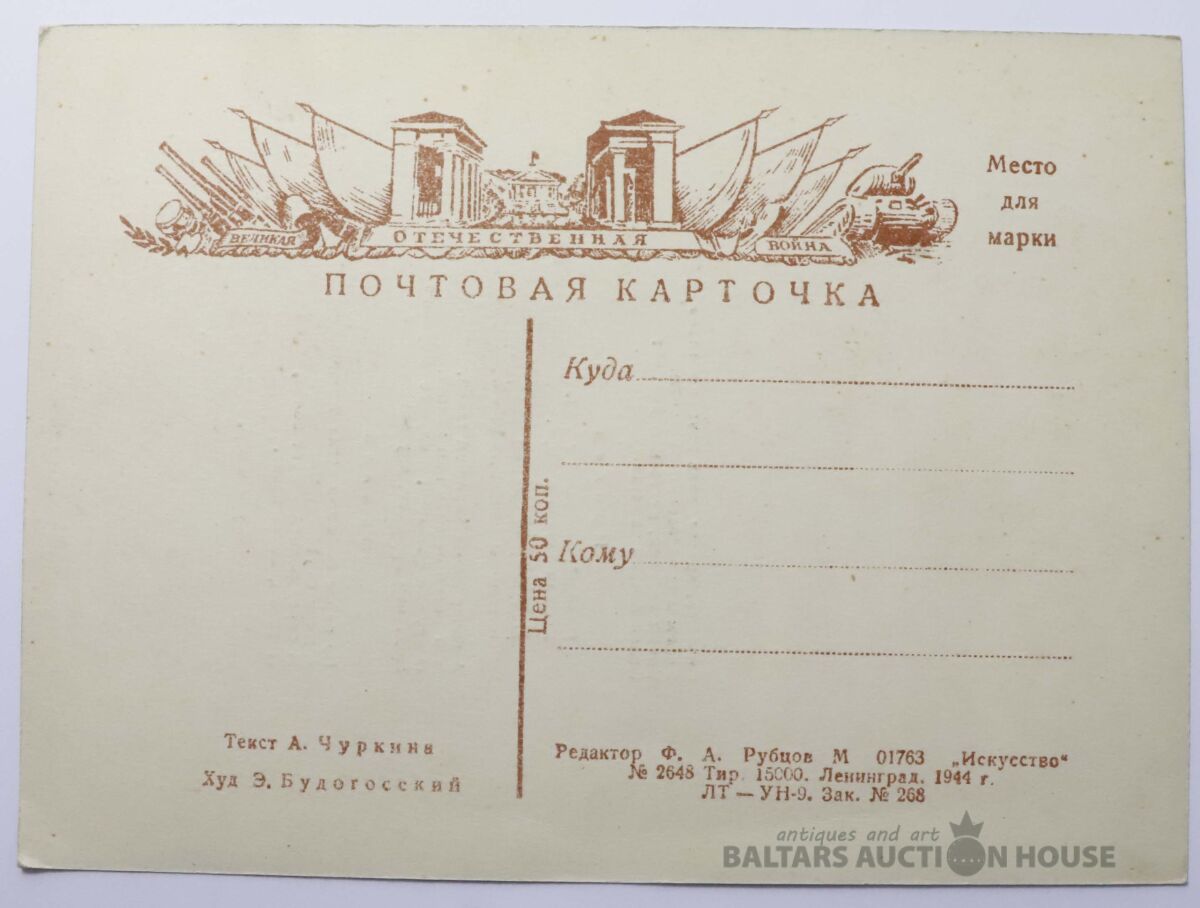 ВЕЛИКАЯ ОТЕЧЕСТВЕННАЯ ВОЙНА
Место
для
марки
ПОЧТОВАЯ КАРТОЧКА
Куда
Кому
Цена 50 коп.
Текст А. Чуркина
Худ Э. Будогосский
Редактор Ф. А. Рубцов М 01763 „Искусство“
№ 2648 Тир. 15000. Ленинград. 1944 г.
ЛТ — УН-9. Зак. № 268
antiques and art
BALTARS AUCTION HOUSE